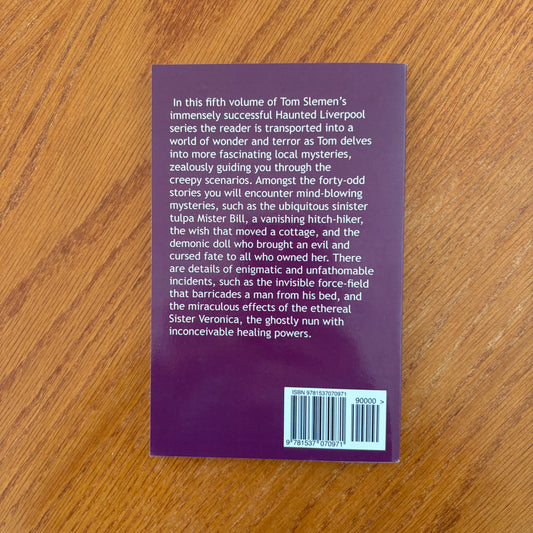 In this fifth volume of Tom Slemen's
immensely successful Haunted Liverpool
series the reader is transported into a
world of wonder and terror as Tom delves
into more fascinating local mysteries,
zealously guiding you through the
creepy scenarios. Amongst the forty-odd
stories you will encounter mind-blowing
mysteries, such as the ubiquitous sinister
tulpa Mister Bill, a vanishing hitch-hiker,
the wish that moved a cottage, and the
demonic doll who brought an evil and
cursed fate to all who owned her. There
are details of enigmatic and unfathomable
incidents, such as the invisible force-field
that barricades a man from his bed, and
the miraculous effects of the ethereal
Sister Veronica, the ghostly nun with
inconceivable healing powers.
ISBN 9781537070971
90000 >
9 781537 070971